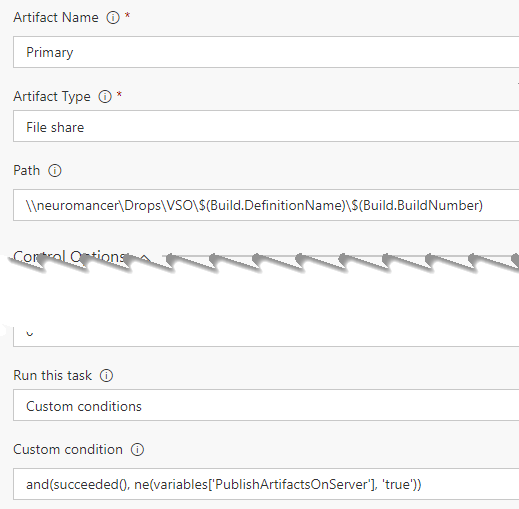 Artifact Name *
Primary
Artifact Type *
File share
Path
\\neuromancer\Drops\VSO\$(Build.DefinitionName)\$(Build.BuildNumber)
Control Options
Run this task
Custom conditions
Custom condition
and(succeeded(), ne(variables['PublishArtifactsOnServer'], 'true'))